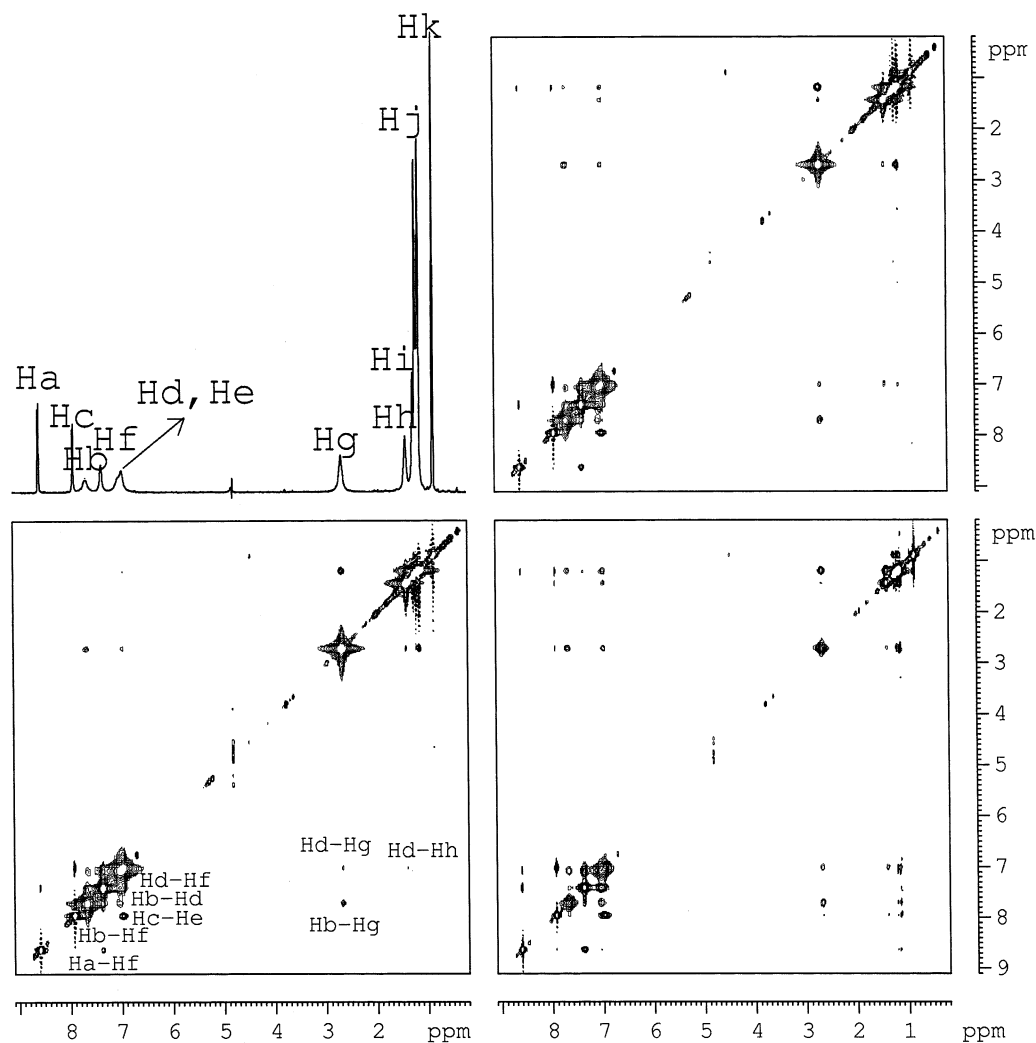 Hk
ppm
Hj
2
3
4
5
Hi
6
Ha
Hd,He
7
Hc
Hh
Hf
Hg
8
Hb
ppm
2
3
4
5
6
Hd-Hg
Hd-Hh
7
Hd-Hf
Hb-Hd
Hc-He
8
Hb-Hg
Hb-Hf
Ha-Hf
9
8 7 6 5 4 3 2 ppm
9 8 7 6 5 4 3 2 1 ppm